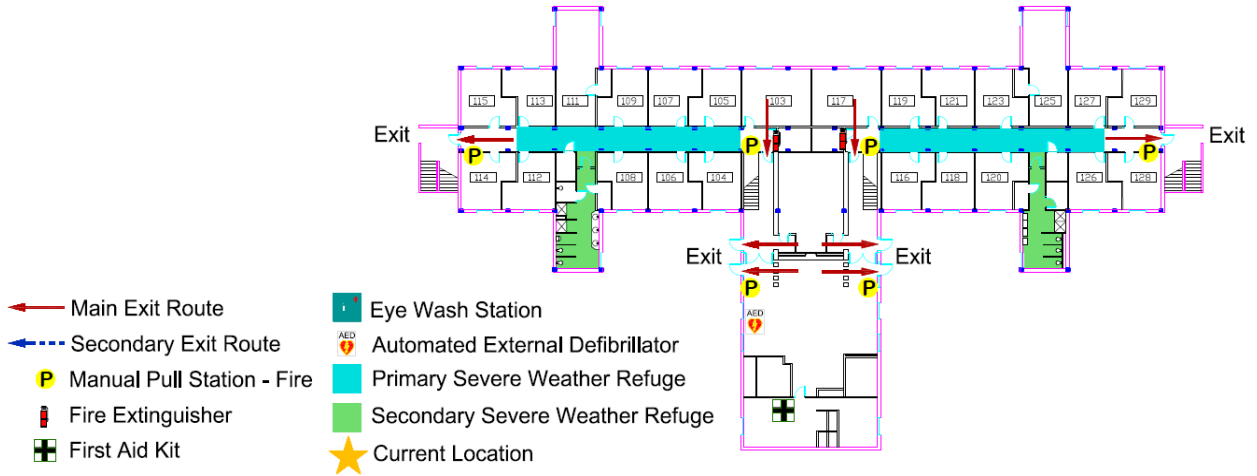 115 113 111 109 107 105 103 117 119 121 123 125 127 129
Exit Exit
P P P P
114 112 108 106 104 116 118 120 126 128
Exit Exit
P P
AED
Main Exit Route
Secondary Exit Route
P Manual Pull Station - Fire
Fire Extinguisher
First Aid Kit
Eye Wash Station
AED Automated External Defibrillator
Primary Severe Weather Refuge
Secondary Severe Weather Refuge
Current Location